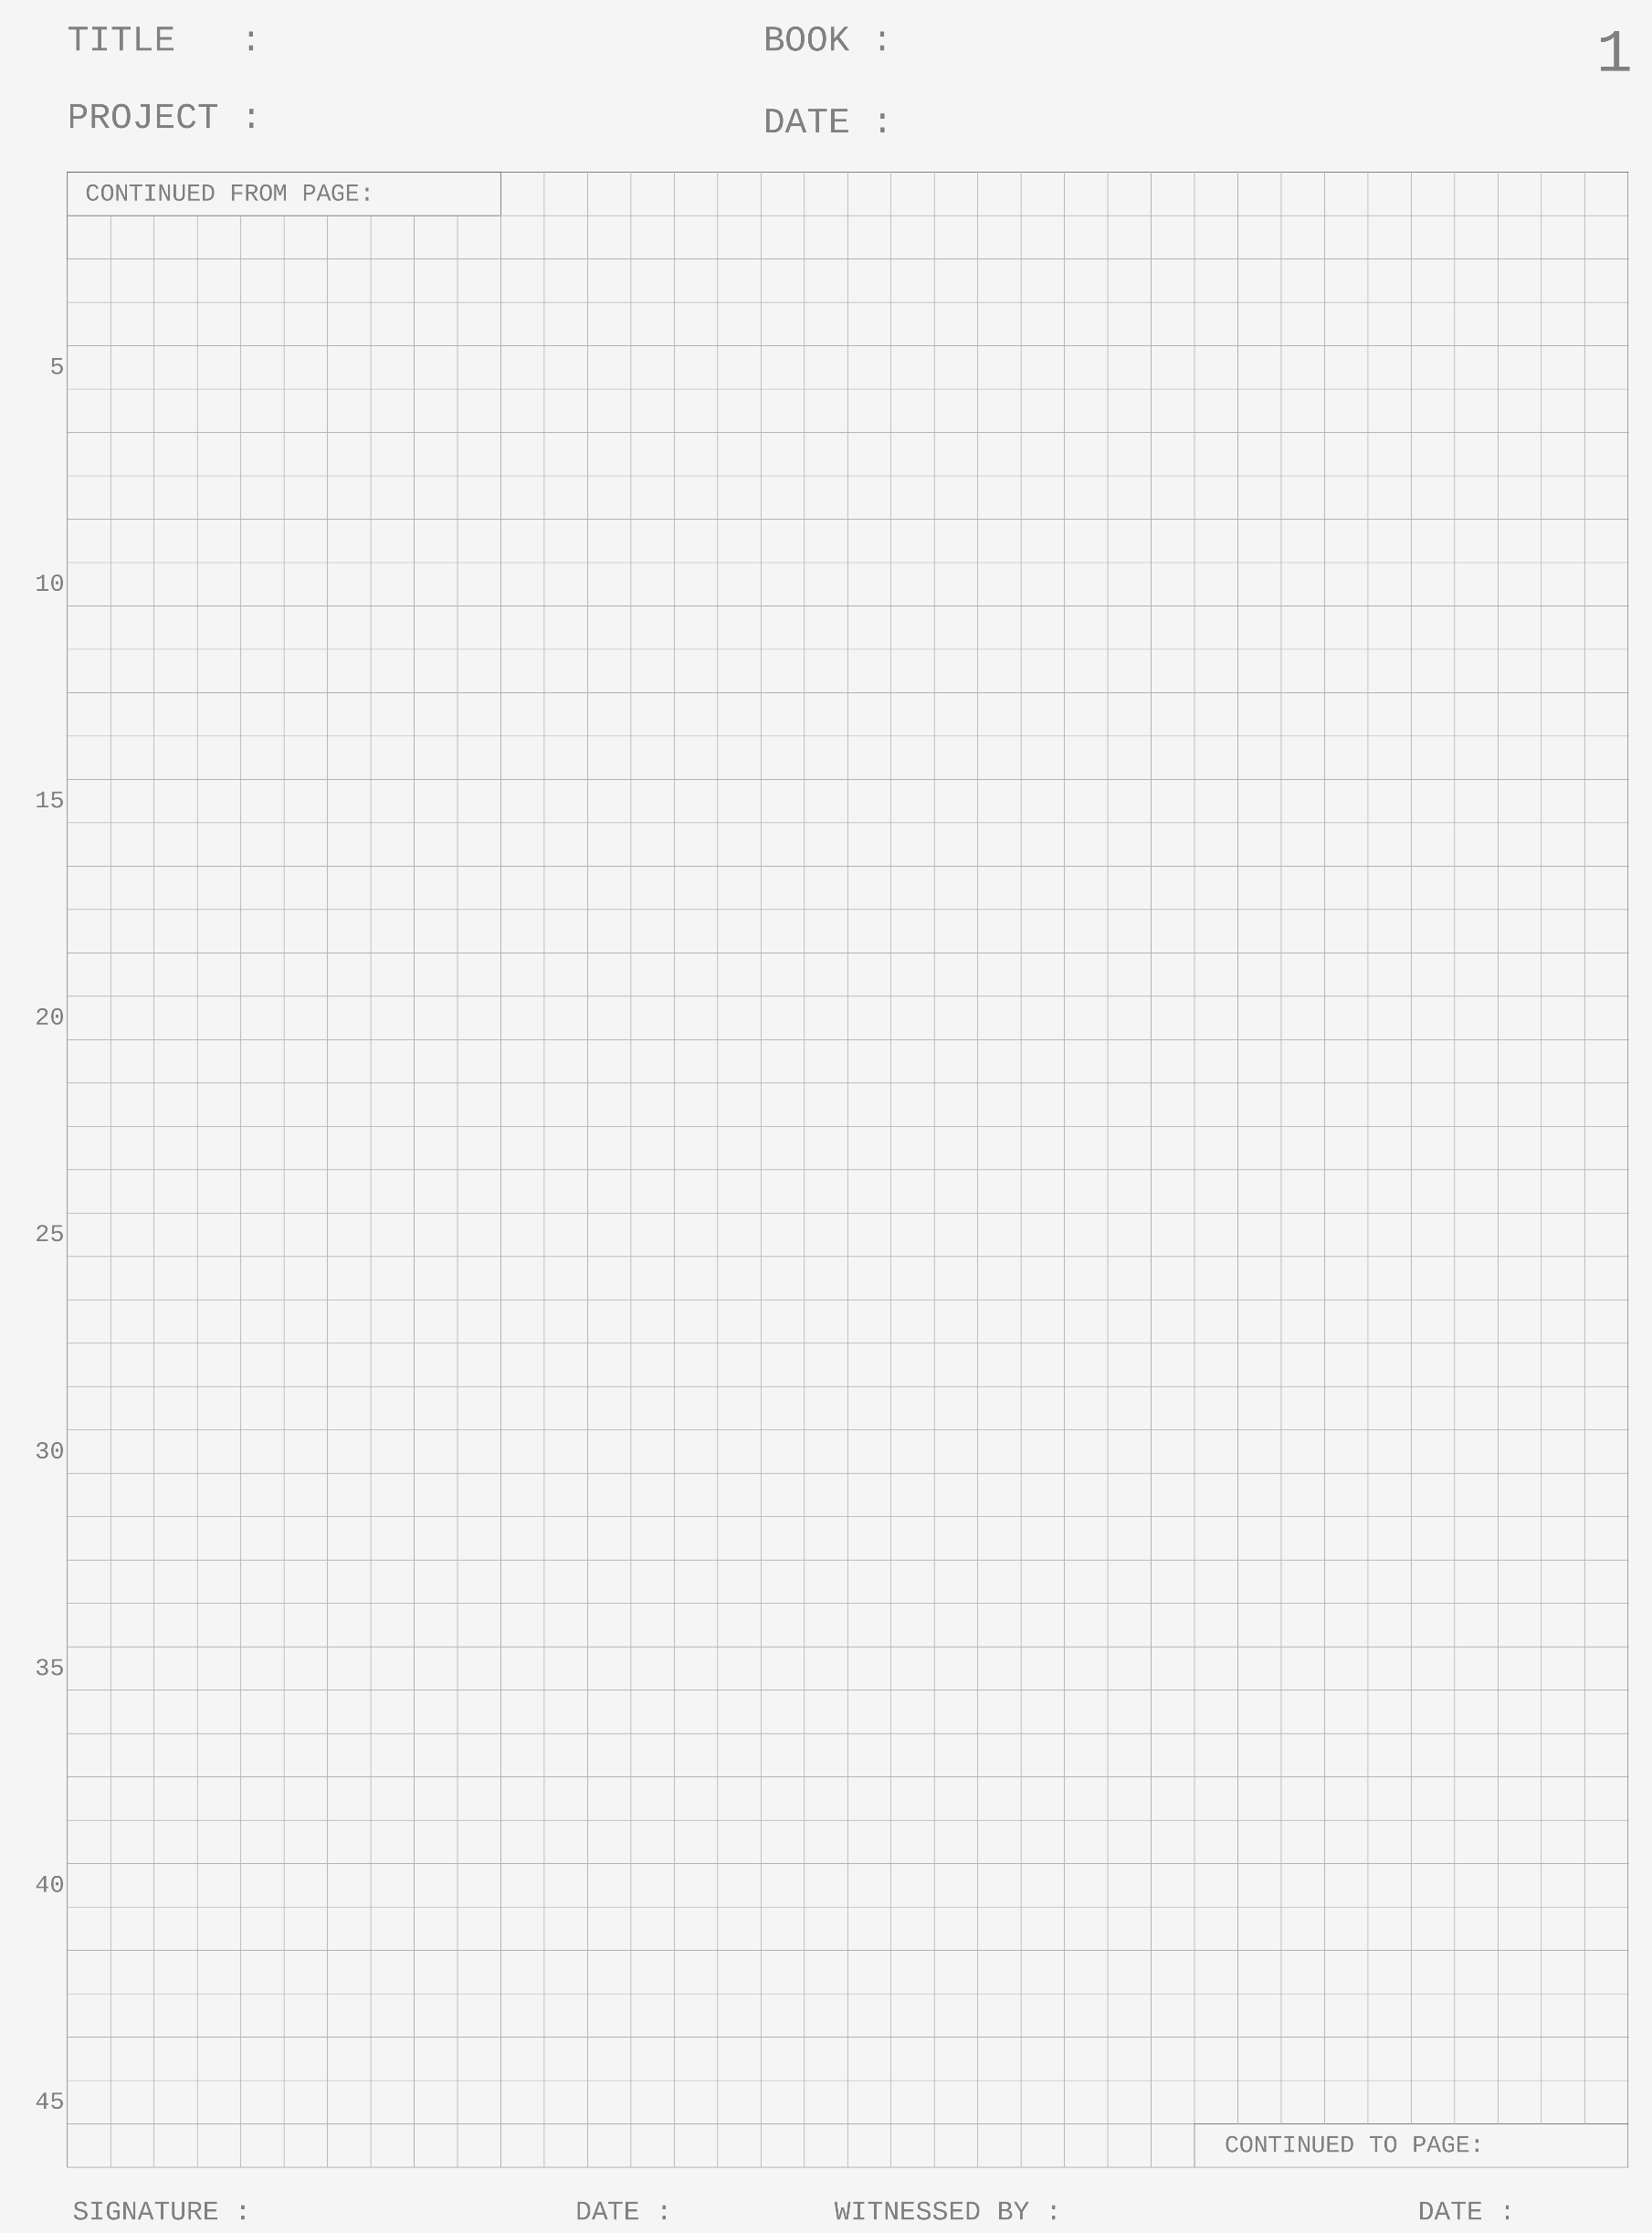 TITLE   :   BOOK :   1
PROJECT :   DATE :
CONTINUED FROM PAGE:
5
10
15
20
25
30
35
40
45
CONTINUED TO PAGE:
SIGNATURE :   DATE :   WITNESSED BY :   DATE :